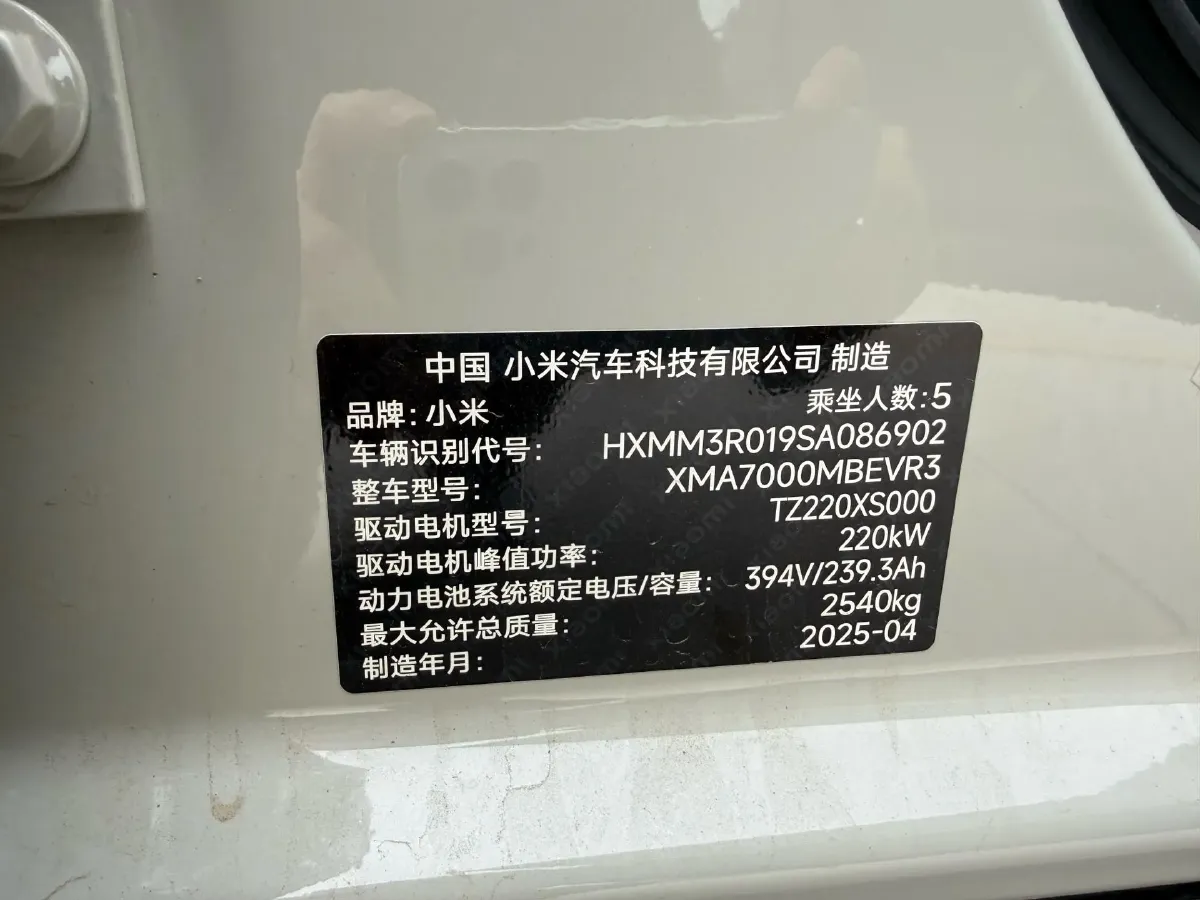 中国 小米汽车科技有限公司 制造
品牌: 小米 乘坐人数: 5
车辆识别代号: HXMM3R019SA086902
整车型号: XMA7000MBEVR3
驱动电机型号: TZ220XS000
驱动电机峰值功率: 220kW
动力电池系统额定电压/容量: 394V/239.3Ah
最大允许总质量: 2540kg
制造年月: 2025-04